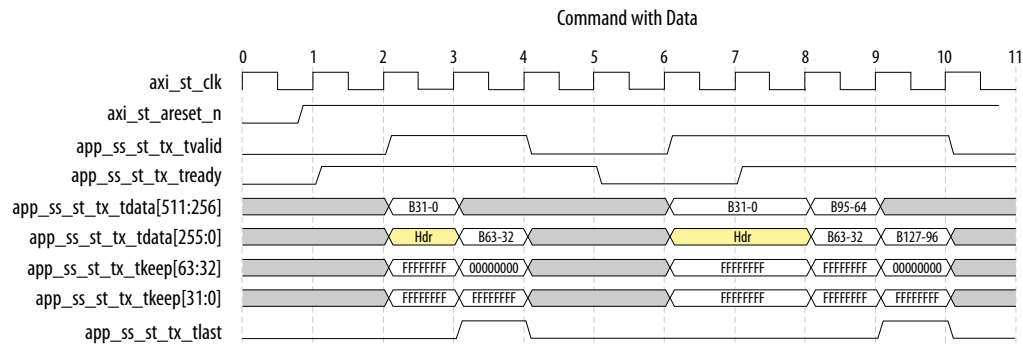 Command with Data
0 1 2 3 4 5 6 7 8 9 10 11
axi_st_clk
axi_st_areset_n
app_ss_st_tx_tvalid
app_ss_st_tx_tready
app_ss_st_tx_tdata[511:256] B31-0 B31-0 B95-64
app_ss_st_tx_tdata[255:0] Hdr B63-32 Hdr B63-32 B127-96
app_ss_st_tx_tkeep[63:32] FFFFFFFF 00000000 FFFFFFFF FFFFFFFF 00000000
app_ss_st_tx_tkeep[31:0] FFFFFFFF FFFFFFFF FFFFFFFF FFFFFFFF FFFFFFFF
app_ss_st_tx_tlast